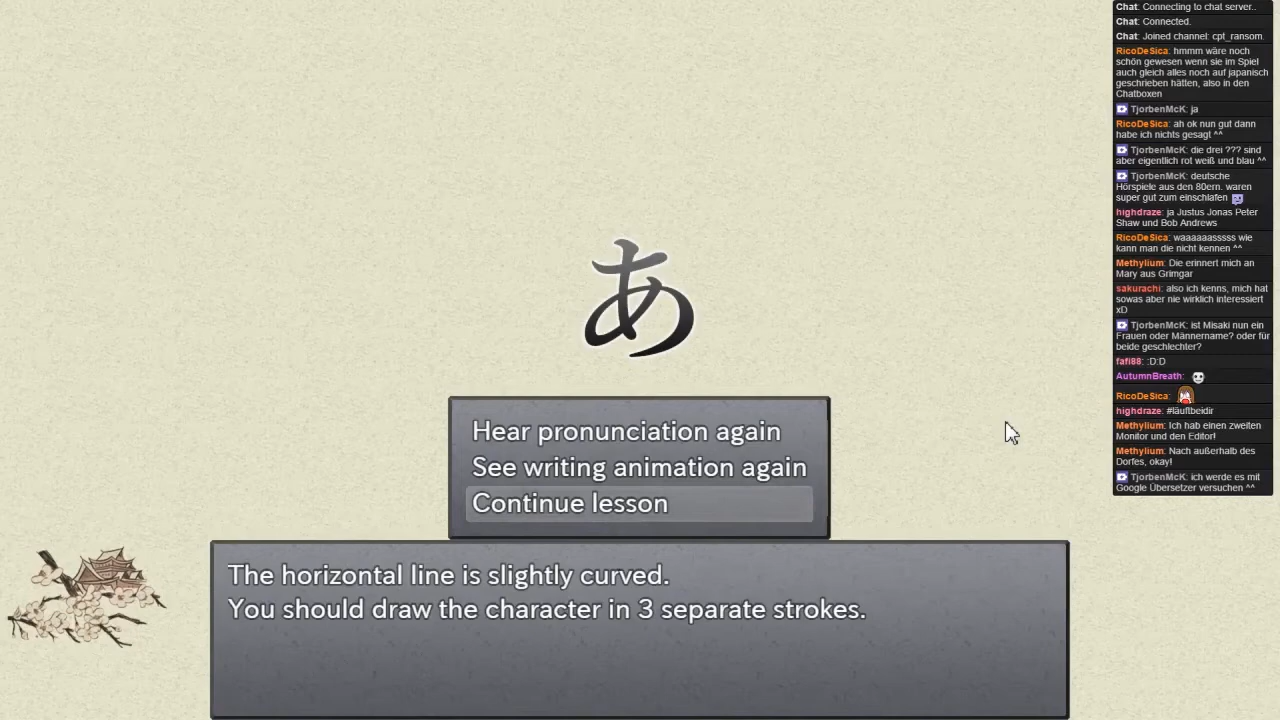 あ
Hear pronunciation again
See writing animation again
Continue lesson
The horizontal line is slightly curved.
You should draw the character in 3 separate strokes.
Chat: Connecting to chat server..
Chat: Connected.
Chat: Joined channel: cpt_ransom.
RicoDeSica: hmmm wäre noch
schön gewesen wenn sie im Spiel
auch gleich alles noch auf japanisch
geschrieben hätten, also in den
Chatboxen
TjorbenMcK: ja
RicoDeSica: ah ok nun gut dann
habe ich nichts gesagt ^^
TjorbenMcK: die drei ??? sind
aber eigentlich rot weiß und blau ^^
TjorbenMcK: deutsche
Hörspiele aus den 80ern. waren
super gut zum einschlafen
highdraze: ja Justus Jonas Peter
Shaw und Bob Andrews
RicoDeSica: waaaaaasssss wie
kann man die nicht kennen ^^
Methylium: Die erinnert mich an
Mary aus Grimgar
sakurachi: also ich kenns, mich hat
sowas aber nie wirklich interessiert
xD
TjorbenMcK: ist Misaki nun ein
Frauen oder Männername? oder für
beide geschlechter?
fafi88: :D:D
AutumnBreath:
RicoDeSica:
highdraze: #läuftbeidir
Methylium: Ich hab einen zweiten
Monitor und den Editor!
Methylium: Nach außerhalb des
Dorfes, okay!
TjorbenMcK: ich werde es mit
Google Übersetzer versuchen ^^